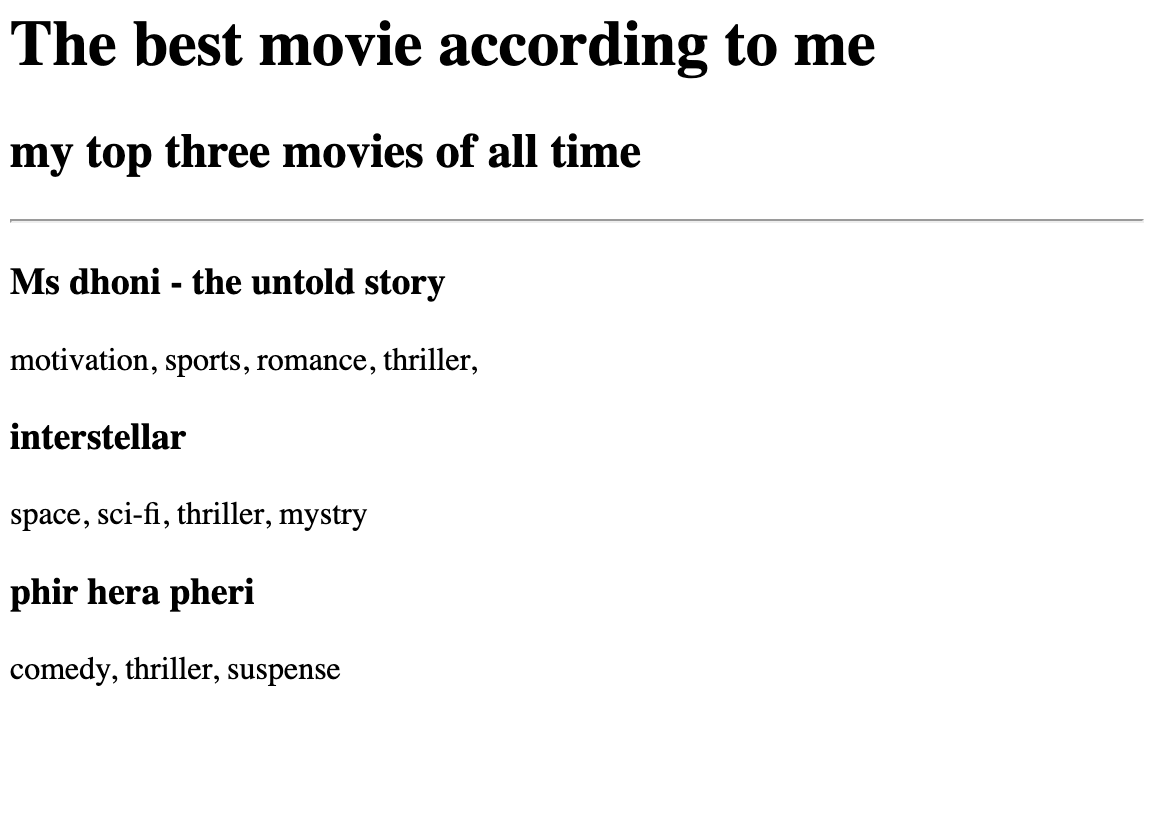 The best movie according to me
my top three movies of all time
Ms dhoni - the untold story
motivation, sports, romance, thriller,
interstellar
space, sci-fi, thriller, mystry
phir hera pheri
comedy, thriller, suspense